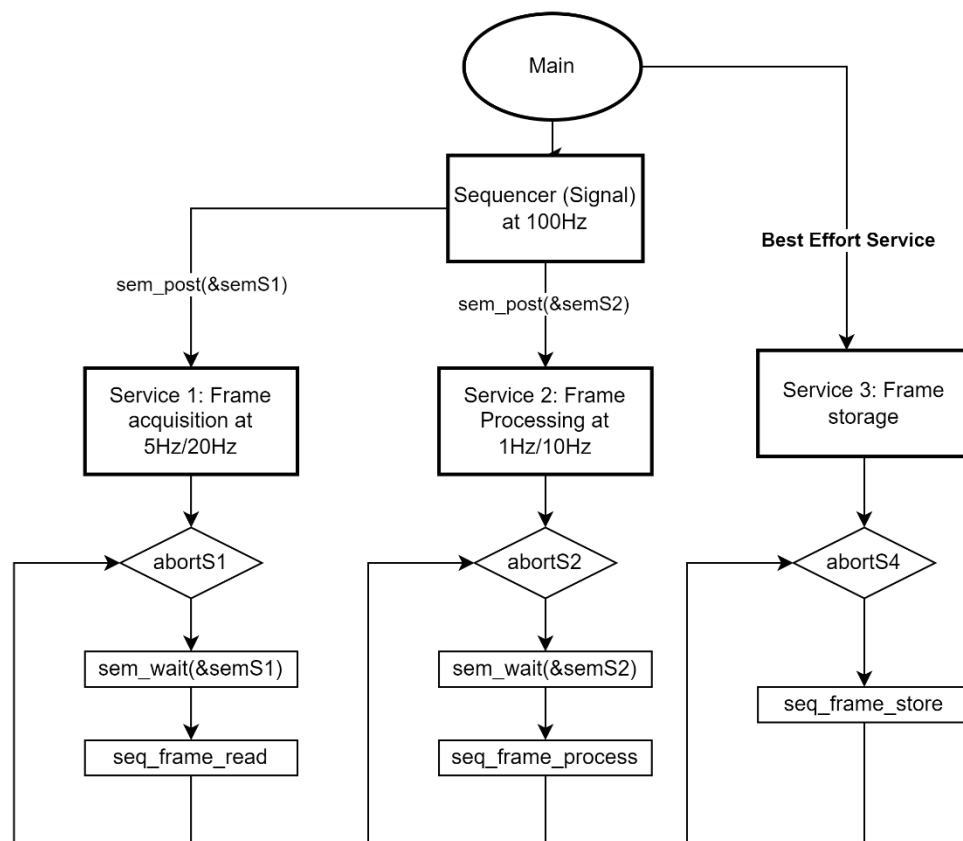 Main
Sequencer (Signal)
at 100Hz
Best Effort Service
sem_post(&semS1)
sem_post(&semS2)
Service 1: Frame
acquisition at
5Hz/20Hz
Service 2: Frame
Processing at
1Hz/10Hz
Service 3: Frame
storage
abortS1
abortS2
abortS4
sem_wait(&semS1)
sem_wait(&semS2)
seq_frame_store
seq_frame_read
seq_frame_process